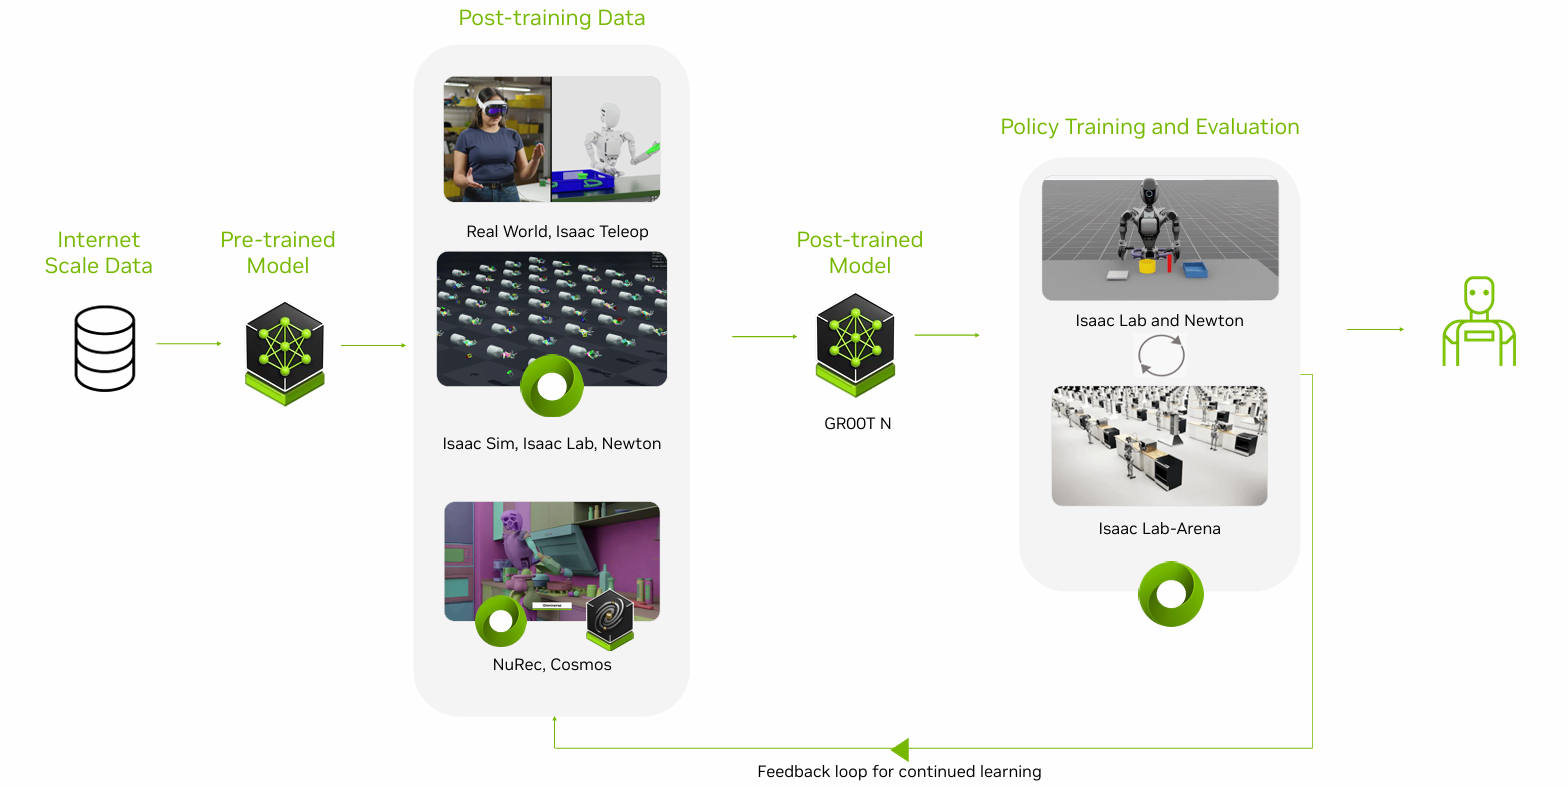 Post-training Data
Policy Training and Evaluation
Internet
Scale Data
Pre-trained
Model
Real World, Isaac Teleop
Isaac Sim, Isaac Lab, Newton
NuRec, Cosmos
Post-trained
Model
GR00T N
Isaac Lab and Newton
Isaac Lab-Arena
Feedback loop for continued learning